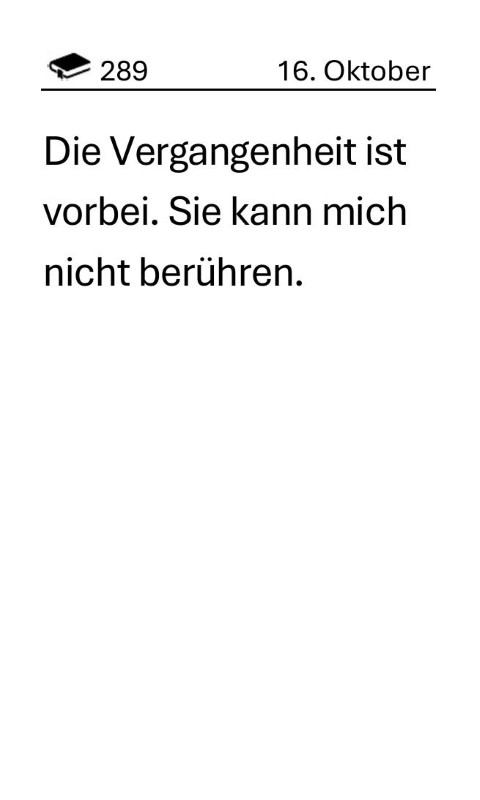 289 16. Oktober
Die Vergangenheit ist
vorbei. Sie kann mich
nicht berühren.